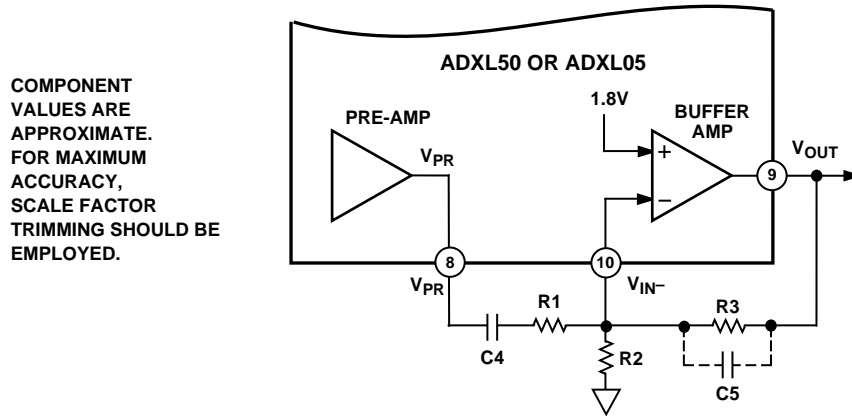 COMPONENT
VALUES ARE
APPROXIMATE.
FOR MAXIMUM
ACCURACY,
SCALE FACTOR
TRIMMING SHOULD BE
EMPLOYED.
ADXL50 OR ADXL05
1.8V
PRE-AMP
BUFFER
AMP
VPR
+
−
VOUT
9
8
10
VPR
VIN−
R1
R3
C4
R2
C5